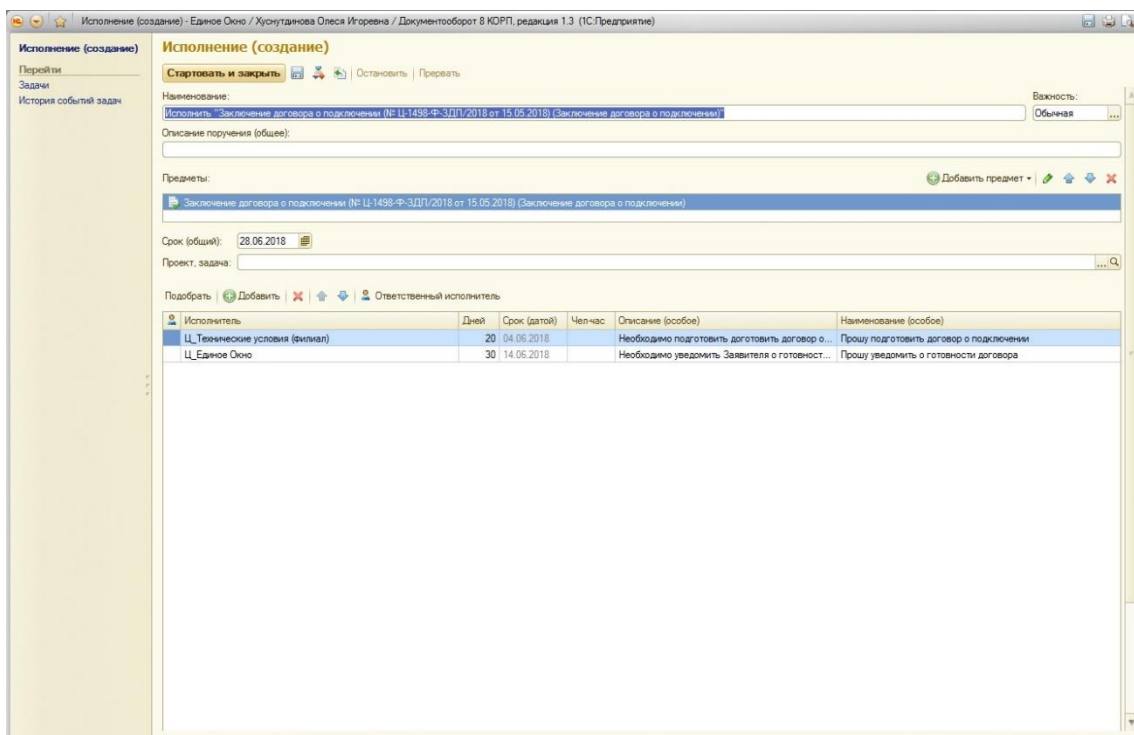 Исполнение (создание) - Единое Окно / Хуснутдинова Олеся Игоревна / Документооборот 8 КОРП, редакция 1.3 (1С:Предприятие)
Исполнение (создание)
Перейти
Задачи
История событий задач
Исполнение (создание)
Стартовать и закрыть Остановить Прервать
Наименование: Важность:
Исполнить "Заключение договора о подключении (№ Ц-1498-Ф-ЗДП/2018 от 15.05.2018) (Заключение договора о подключении)" Обычная ...
Описание поручения (общее):
Предметы: Добавить предмет
Заключение договора о подключении (№ Ц-1498-Ф-ЗДП/2018 от 15.05.2018) (Заключение договора о подключении)
Срок (общий): 28.06.2018
Проект, задача: ...
Подобрать Добавить Ответственный исполнитель
Исполнитель Дней Срок (датой) Чел-час Описание (особое) Наименование (особое)
Ц_Технические условия (филиал) 20 04.06.2018 Необходимо подготовить доготовить договор о... Прошу подготовить договор о подключении
Ц_Единое Окно 30 14.06.2018 Необходимо уведомить Заявителя о готовност... Прошу уведомить о готовности договора